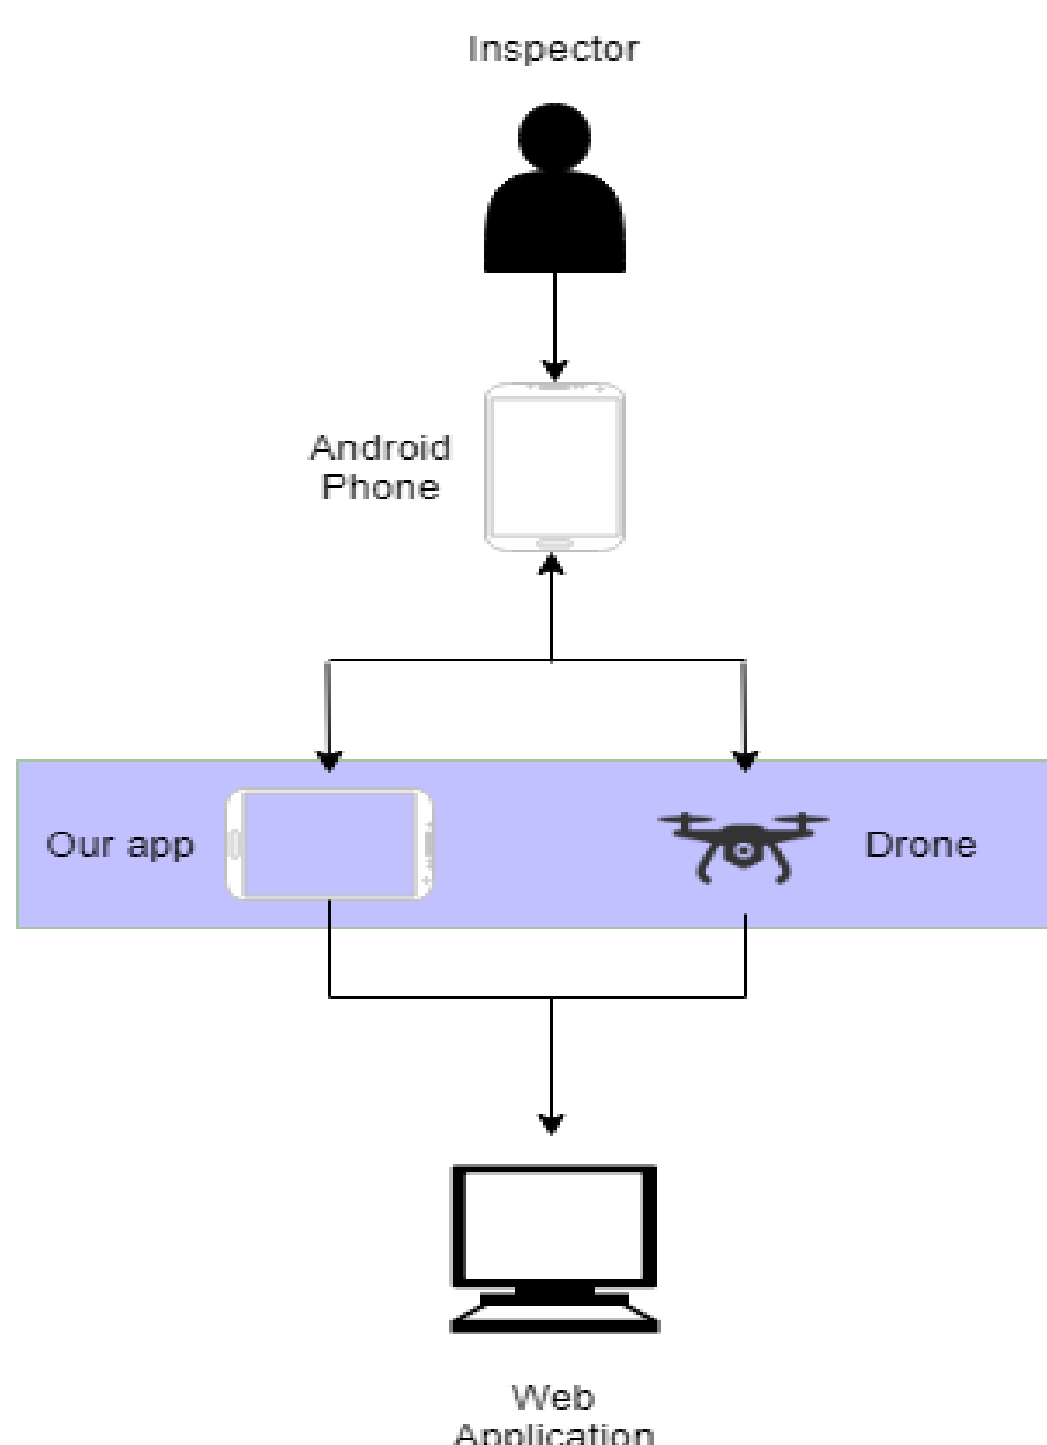 Inspector
Android
Phone
Our app
Drone
Web
Application